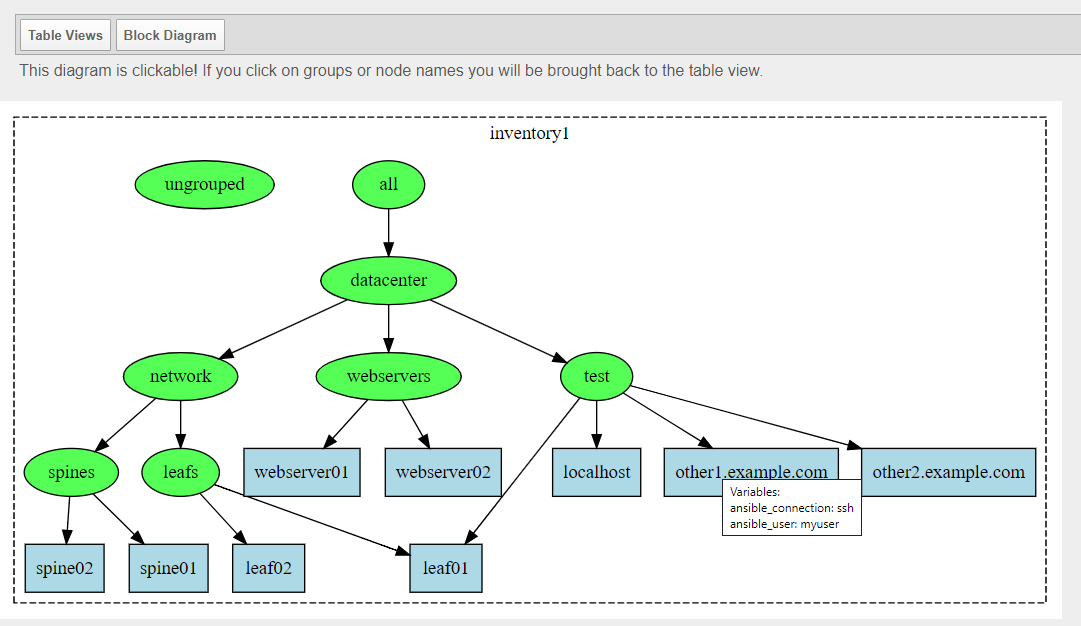 Table Views
Block Diagram
This diagram is clickable! If you click on groups or node names you will be brought back to the table view.
inventory1
ungrouped
all
datacenter
network
webservers
test
spines
leafs
webserver01
webserver02
localhost
other1.example.com
other2.example.com
Variables:
ansible_connection: ssh
ansible_user: myuser
spine02
spine01
leaf02
leaf01